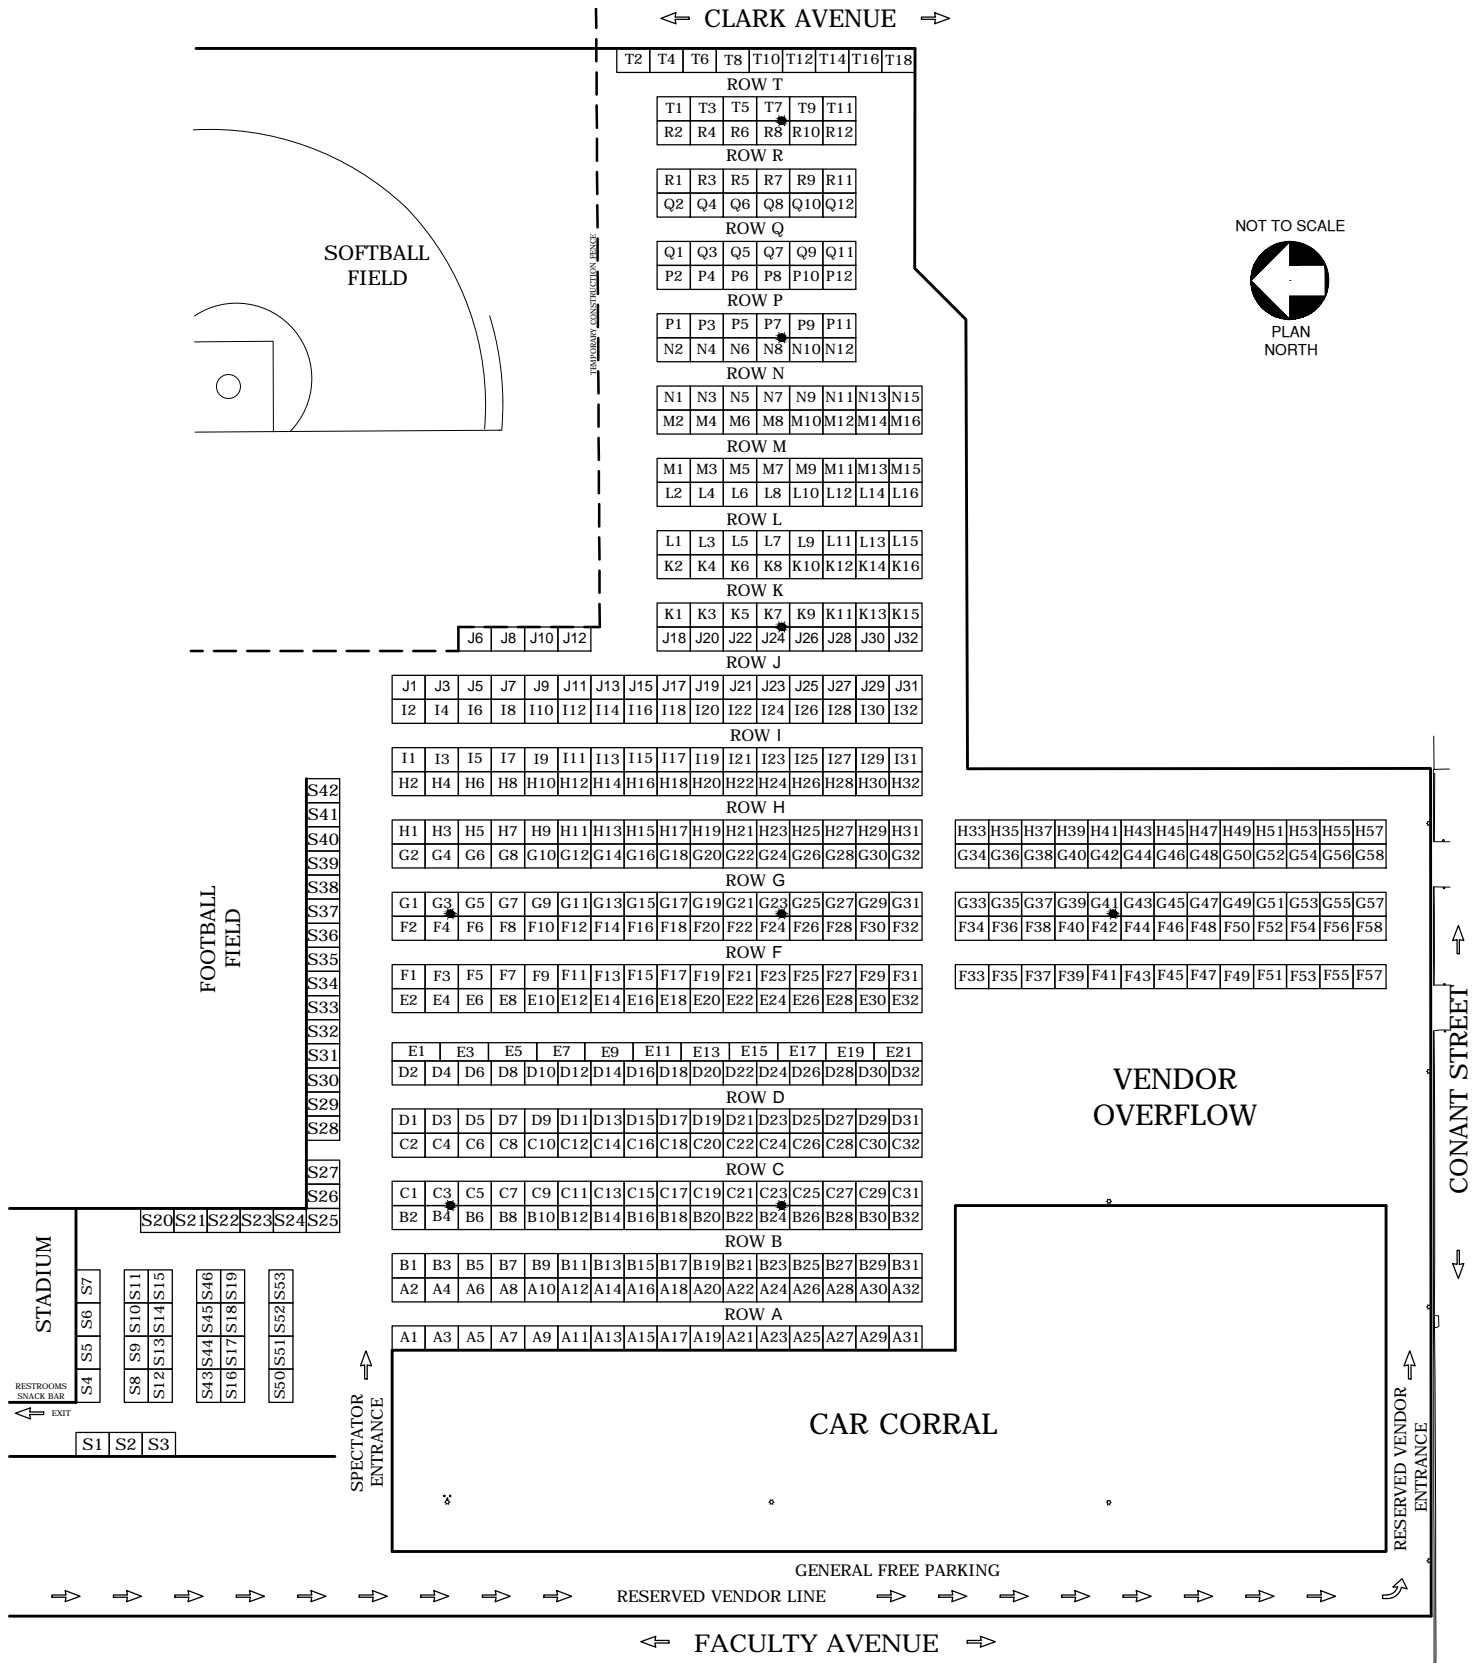 CLARK AVENUE
T2 T4 T6 T8 T10 T12 T14 T16 T18
ROW T
T1 T3 T5 T7 T9 T11
R2 R4 R6 R8 R10 R12
ROW R
R1 R3 R5 R7 R9 R11
Q2 Q4 Q6 Q8 Q10 Q12
ROW Q
Q1 Q3 Q5 Q7 Q9 Q11
P2 P4 P6 P8 P10 P12
ROW P
P1 P3 P5 P7 P9 P11
N2 N4 N6 N8 N10 N12
ROW N
N1 N3 N5 N7 N9 N11 N13 N15
M2 M4 M6 M8 M10 M12 M14 M16
ROW M
M1 M3 M5 M7 M9 M11 M13 M15
L2 L4 L6 L8 L10 L12 L14 L16
ROW L
L1 L3 L5 L7 L9 L11 L13 L15
K2 K4 K6 K8 K10 K12 K14 K16
ROW K
K1 K3 K5 K7 K9 K11 K13 K15
J6 J8 J10 J12 J18 J20 J22 J24 J26 J28 J30 J32
ROW J
J1 J3 J5 J7 J9 J11 J13 J15 J17 J19 J21 J23 J25 J27 J29 J31
I2 I4 I6 I8 I10 I12 I14 I16 I18 I20 I22 I24 I26 I28 I30 I32
ROW I
I1 I3 I5 I7 I9 I11 I13 I15 I17 I19 I21 I23 I25 I27 I29 I31
H2 H4 H6 H8 H10 H12 H14 H16 H18 H20 H22 H24 H26 H28 H30 H32
ROW H
H1 H3 H5 H7 H9 H11 H13 H15 H17 H19 H21 H23 H25 H27 H29 H31 H33 H35 H37 H39 H41 H43 H45 H47 H49 H51 H53 H55 H57
G2 G4 G6 G8 G10 G12 G14 G16 G18 G20 G22 G24 G26 G28 G30 G32 G34 G36 G38 G40 G42 G44 G46 G48 G50 G52 G54 G56 G58
ROW G
G1 G3 G5 G7 G9 G11 G13 G15 G17 G19 G21 G23 G25 G27 G29 G31 G33 G35 G37 G39 G41 G43 G45 G47 G49 G51 G53 G55 G57
F2 F4 F6 F8 F10 F12 F14 F16 F18 F20 F22 F24 F26 F28 F30 F32 F34 F36 F38 F40 F42 F44 F46 F48 F50 F52 F54 F56 F58
ROW F
F1 F3 F5 F7 F9 F11 F13 F15 F17 F19 F21 F23 F25 F27 F29 F31 F33 F35 F37 F39 F41 F43 F45 F47 F49 F51 F53 F55 F57
E2 E4 E6 E8 E10 E12 E14 E16 E18 E20 E22 E24 E26 E28 E30 E32
E1 E3 E5 E7 E9 E11 E13 E15 E17 E19 E21
D2 D4 D6 D8 D10 D12 D14 D16 D18 D20 D22 D24 D26 D28 D30 D32
ROW D
D1 D3 D5 D7 D9 D11 D13 D15 D17 D19 D21 D23 D25 D27 D29 D31
C2 C4 C6 C8 C10 C12 C14 C16 C18 C20 C22 C24 C26 C28 C30 C32
ROW C
C1 C3 C5 C7 C9 C11 C13 C15 C17 C19 C21 C23 C25 C27 C29 C31
B2 B4 B6 B8 B10 B12 B14 B16 B18 B20 B22 B24 B26 B28 B30 B32
ROW B
B1 B3 B5 B7 B9 B11 B13 B15 B17 B19 B21 B23 B25 B27 B29 B31
A2 A4 A6 A8 A10 A12 A14 A16 A18 A20 A22 A24 A26 A28 A30 A32
ROW A
A1 A3 A5 A7 A9 A11 A13 A15 A17 A19 A21 A23 A25 A27 A29 A31
SOFTBALL
FIELD
TEMPORARY CONSTRUCTION FENCE
NOT TO SCALE
PLAN
NORTH
FOOTBALL
FIELD
S42
S41
S40
S39
S38
S37
S36
S35
S34
S33
S32
S31
S30
S29
S28
S27
S26
S20 S21 S22 S23 S24 S25
STADIUM
S4 S5 S6 S7
S8 S9 S10 S11
S12 S13 S14 S15
S43 S44 S45 S46
S16 S17 S18 S19
S50 S51 S52 S53
RESTROOMS
SNACK BAR
EXIT
S1 S2 S3
SPECTATOR
ENTRANCE
VENDOR
OVERFLOW
CONANT STREET
CAR CORRAL
RESERVED VENDOR
ENTRANCE
GENERAL FREE PARKING
RESERVED VENDOR LINE
FACULTY AVENUE